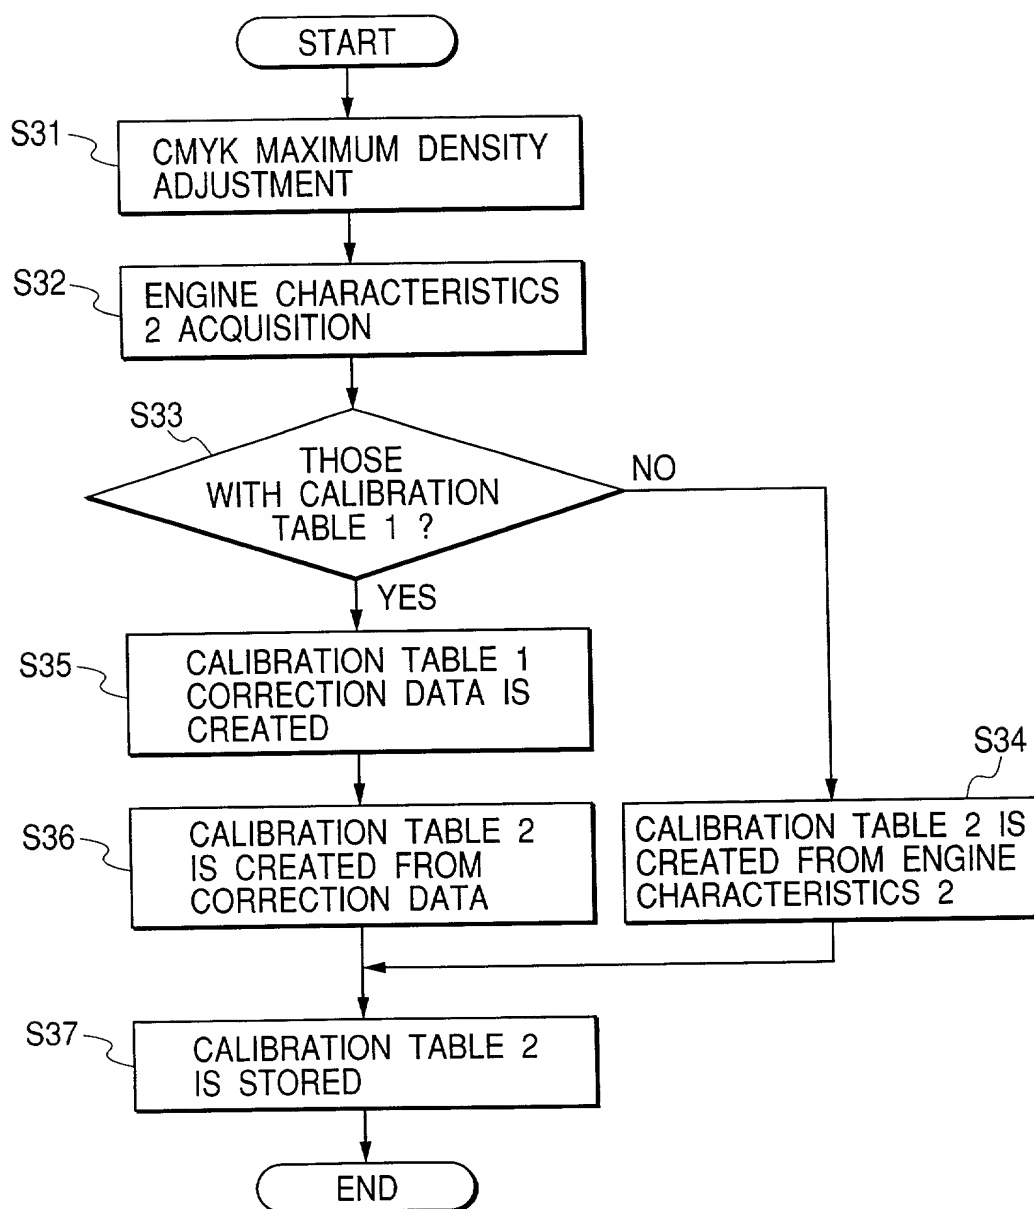 START
S31
CMYK MAXIMUM DENSITY
ADJUSTMENT
S32
ENGINE CHARACTERISTICS
2 ACQUISITION
S33
THOSE
WITH CALIBRATION
TABLE 1 ?
NO
YES
S35
CALIBRATION TABLE 1
CORRECTION DATA IS
CREATED
S34
S36
CALIBRATION TABLE 2
IS CREATED FROM
CORRECTION DATA
CALIBRATION TABLE 2 IS
CREATED FROM ENGINE
CHARACTERISTICS 2
S37
CALIBRATION TABLE 2
IS STORED
END